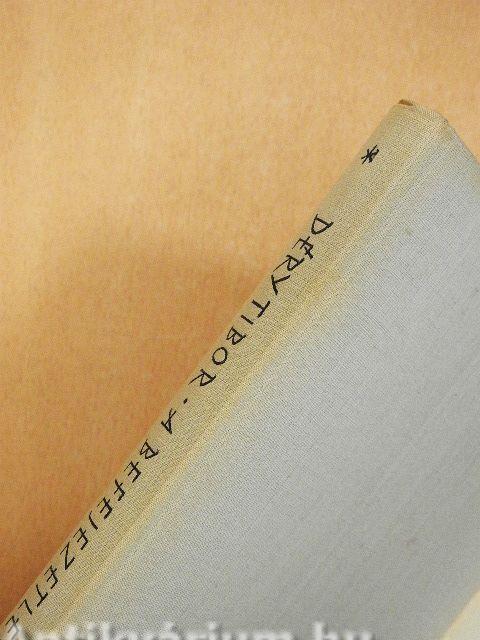 *
DÉRY TIBOR · A BEFEJEZETLE
antikvárium.hu